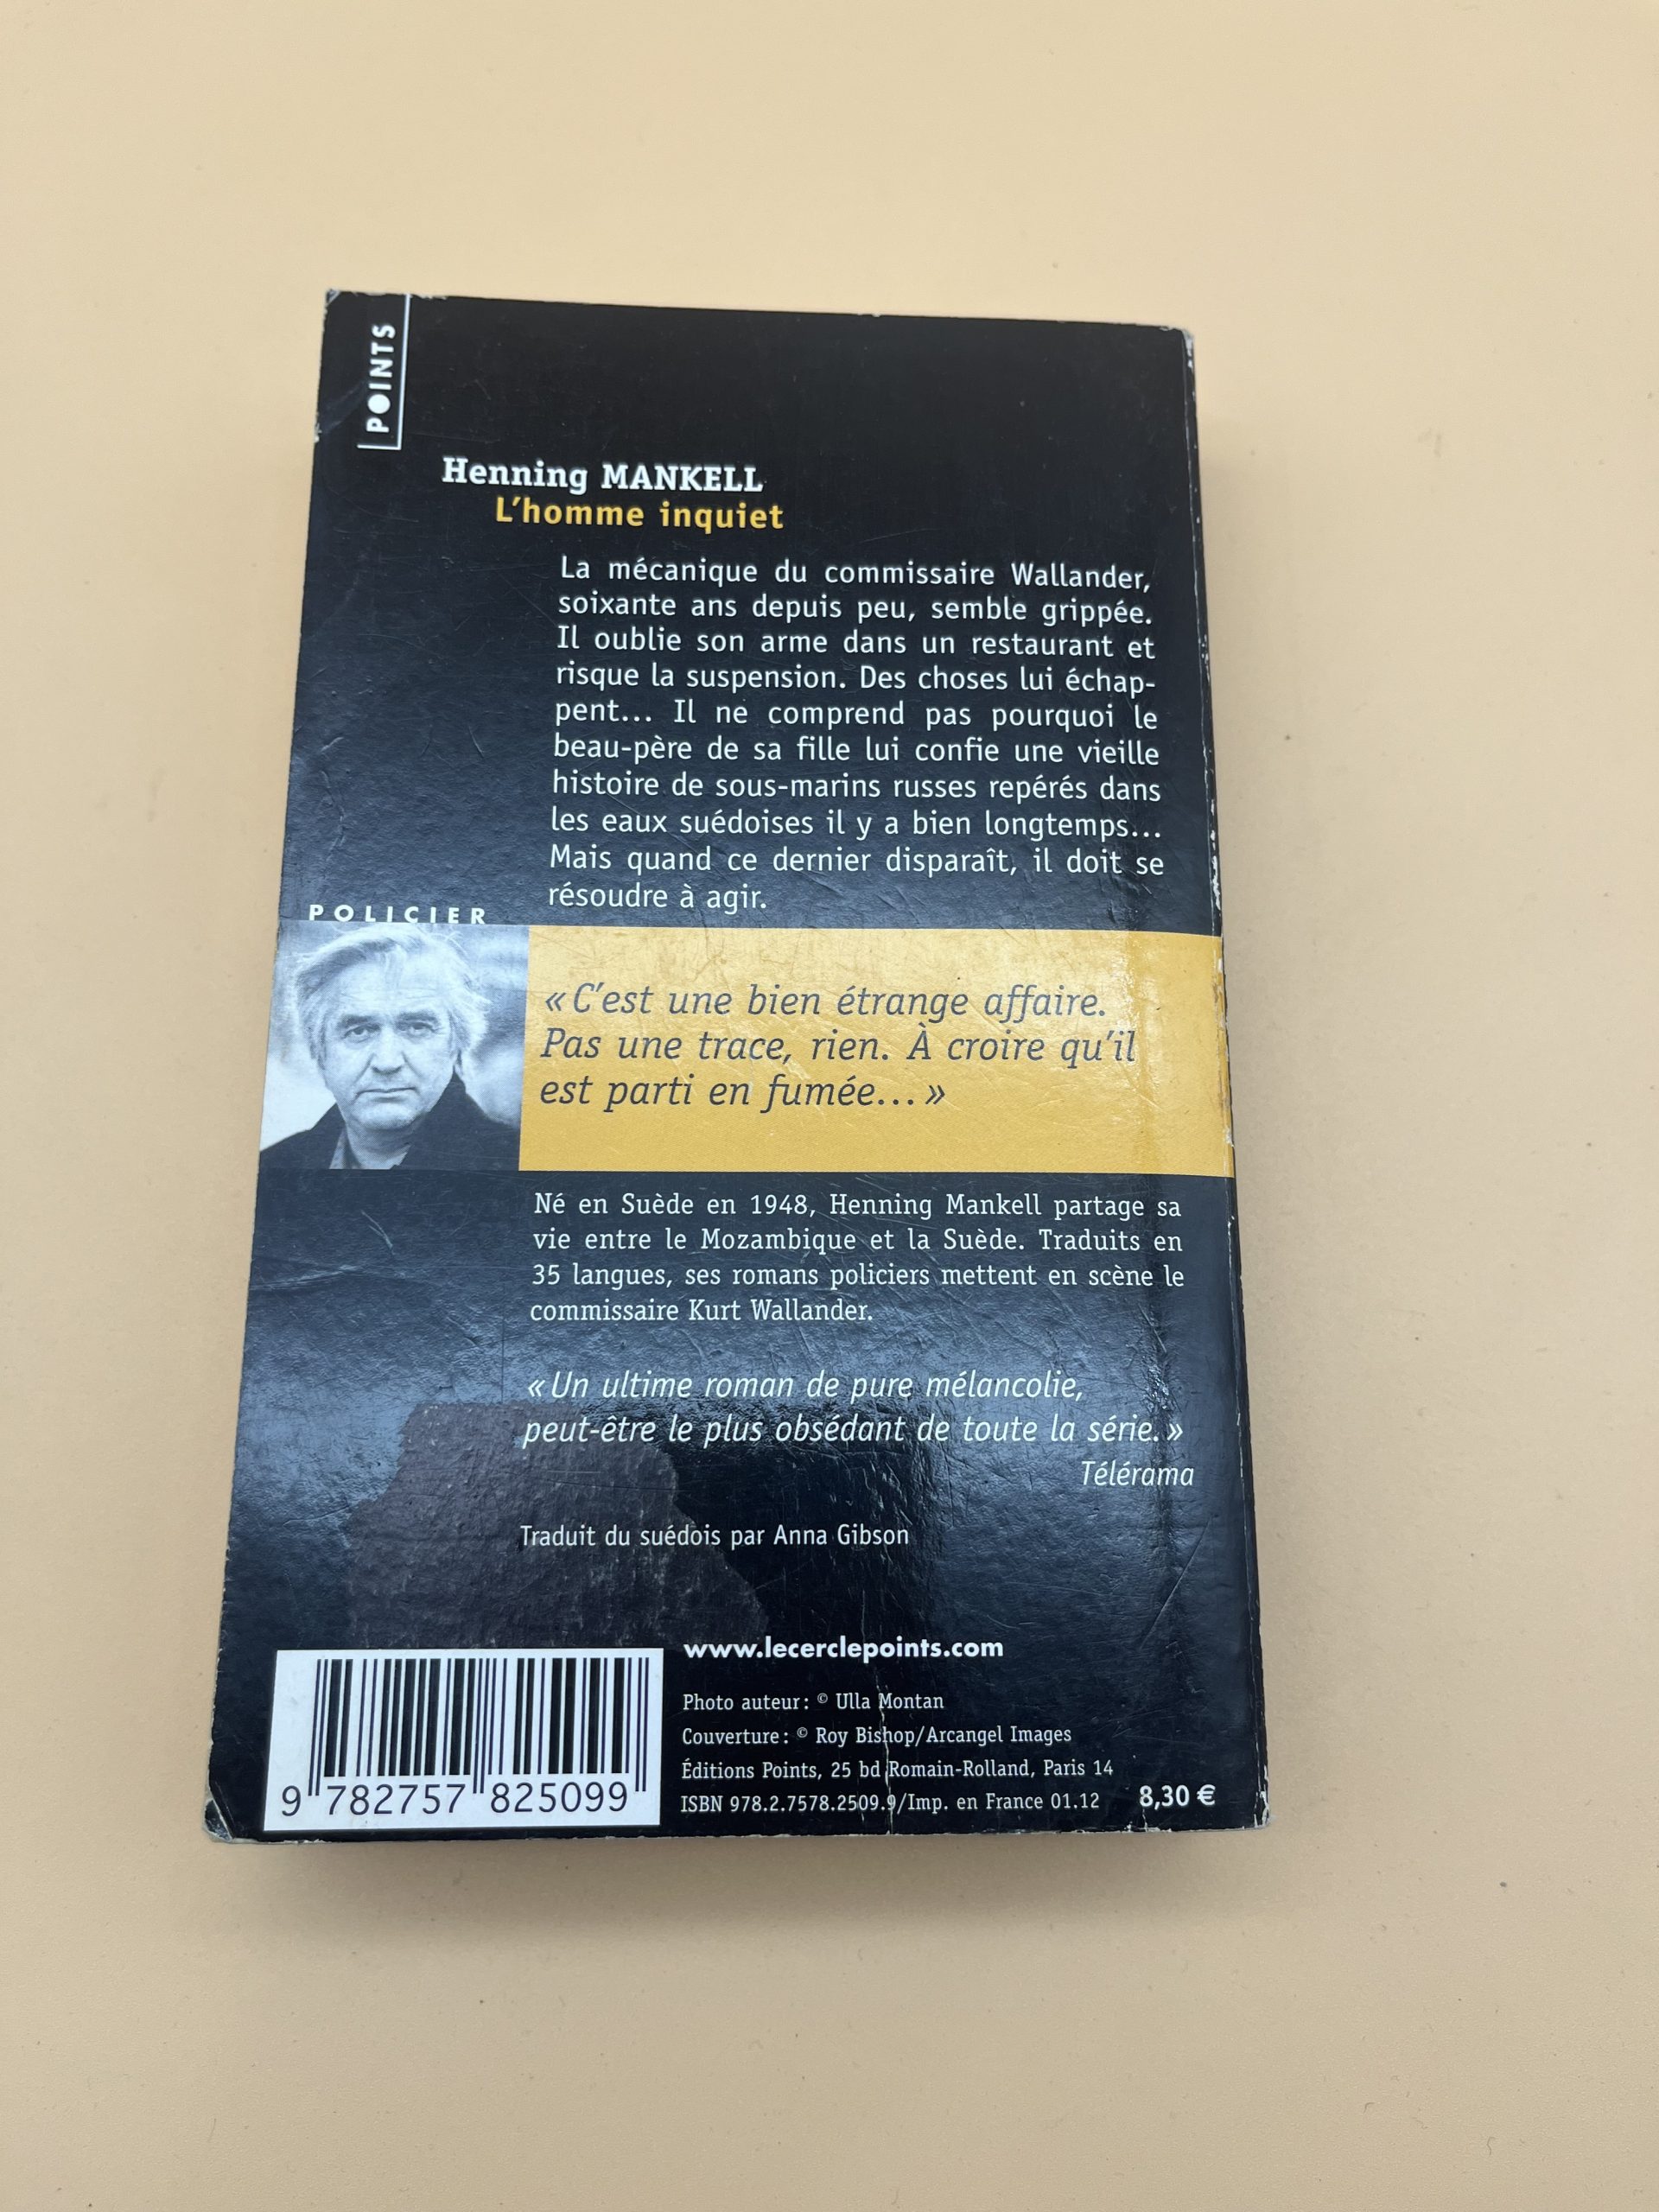 POINTS
Henning MANKELL
L'homme inquiet
La mécanique du commissaire Wallander,
soixante ans depuis peu, semble grippée.
Il oublie son arme dans un restaurant et
risque la suspension. Des choses lui échap-
pent... Il ne comprend pas pourquoi le
beau-père de sa fille lui confie une vieille
histoire de sous-marins russes repérés dans
les eaux suédoises il y a bien longtemps...
Mais quand ce dernier disparaît, il doit se
résoudre à agir.
POLICIER
« C'est une bien étrange affaire.
Pas une trace, rien. À croire qu'il
est parti en fumée... »
Né en Suède en 1948, Henning Mankell partage sa
vie entre le Mozambique et la Suède. Traduits en
35 langues, ses romans policiers mettent en scène le
commissaire Kurt Wallander.
« Un ultime roman de pure mélancolie,
peut-être le plus obsédant de toute la série. »
Télérama
Traduit du suédois par Anna Gibson
www.lecerclepoints.com
Photo auteur : © Ulla Montan
Couverture : © Roy Bishop/Arcangel Images
Éditions Points, 25 bd Romain-Rolland, Paris 14
ISBN 978.2.7578.2509.9/Imp. en France 01.12
8,30 €
9 782757 825099